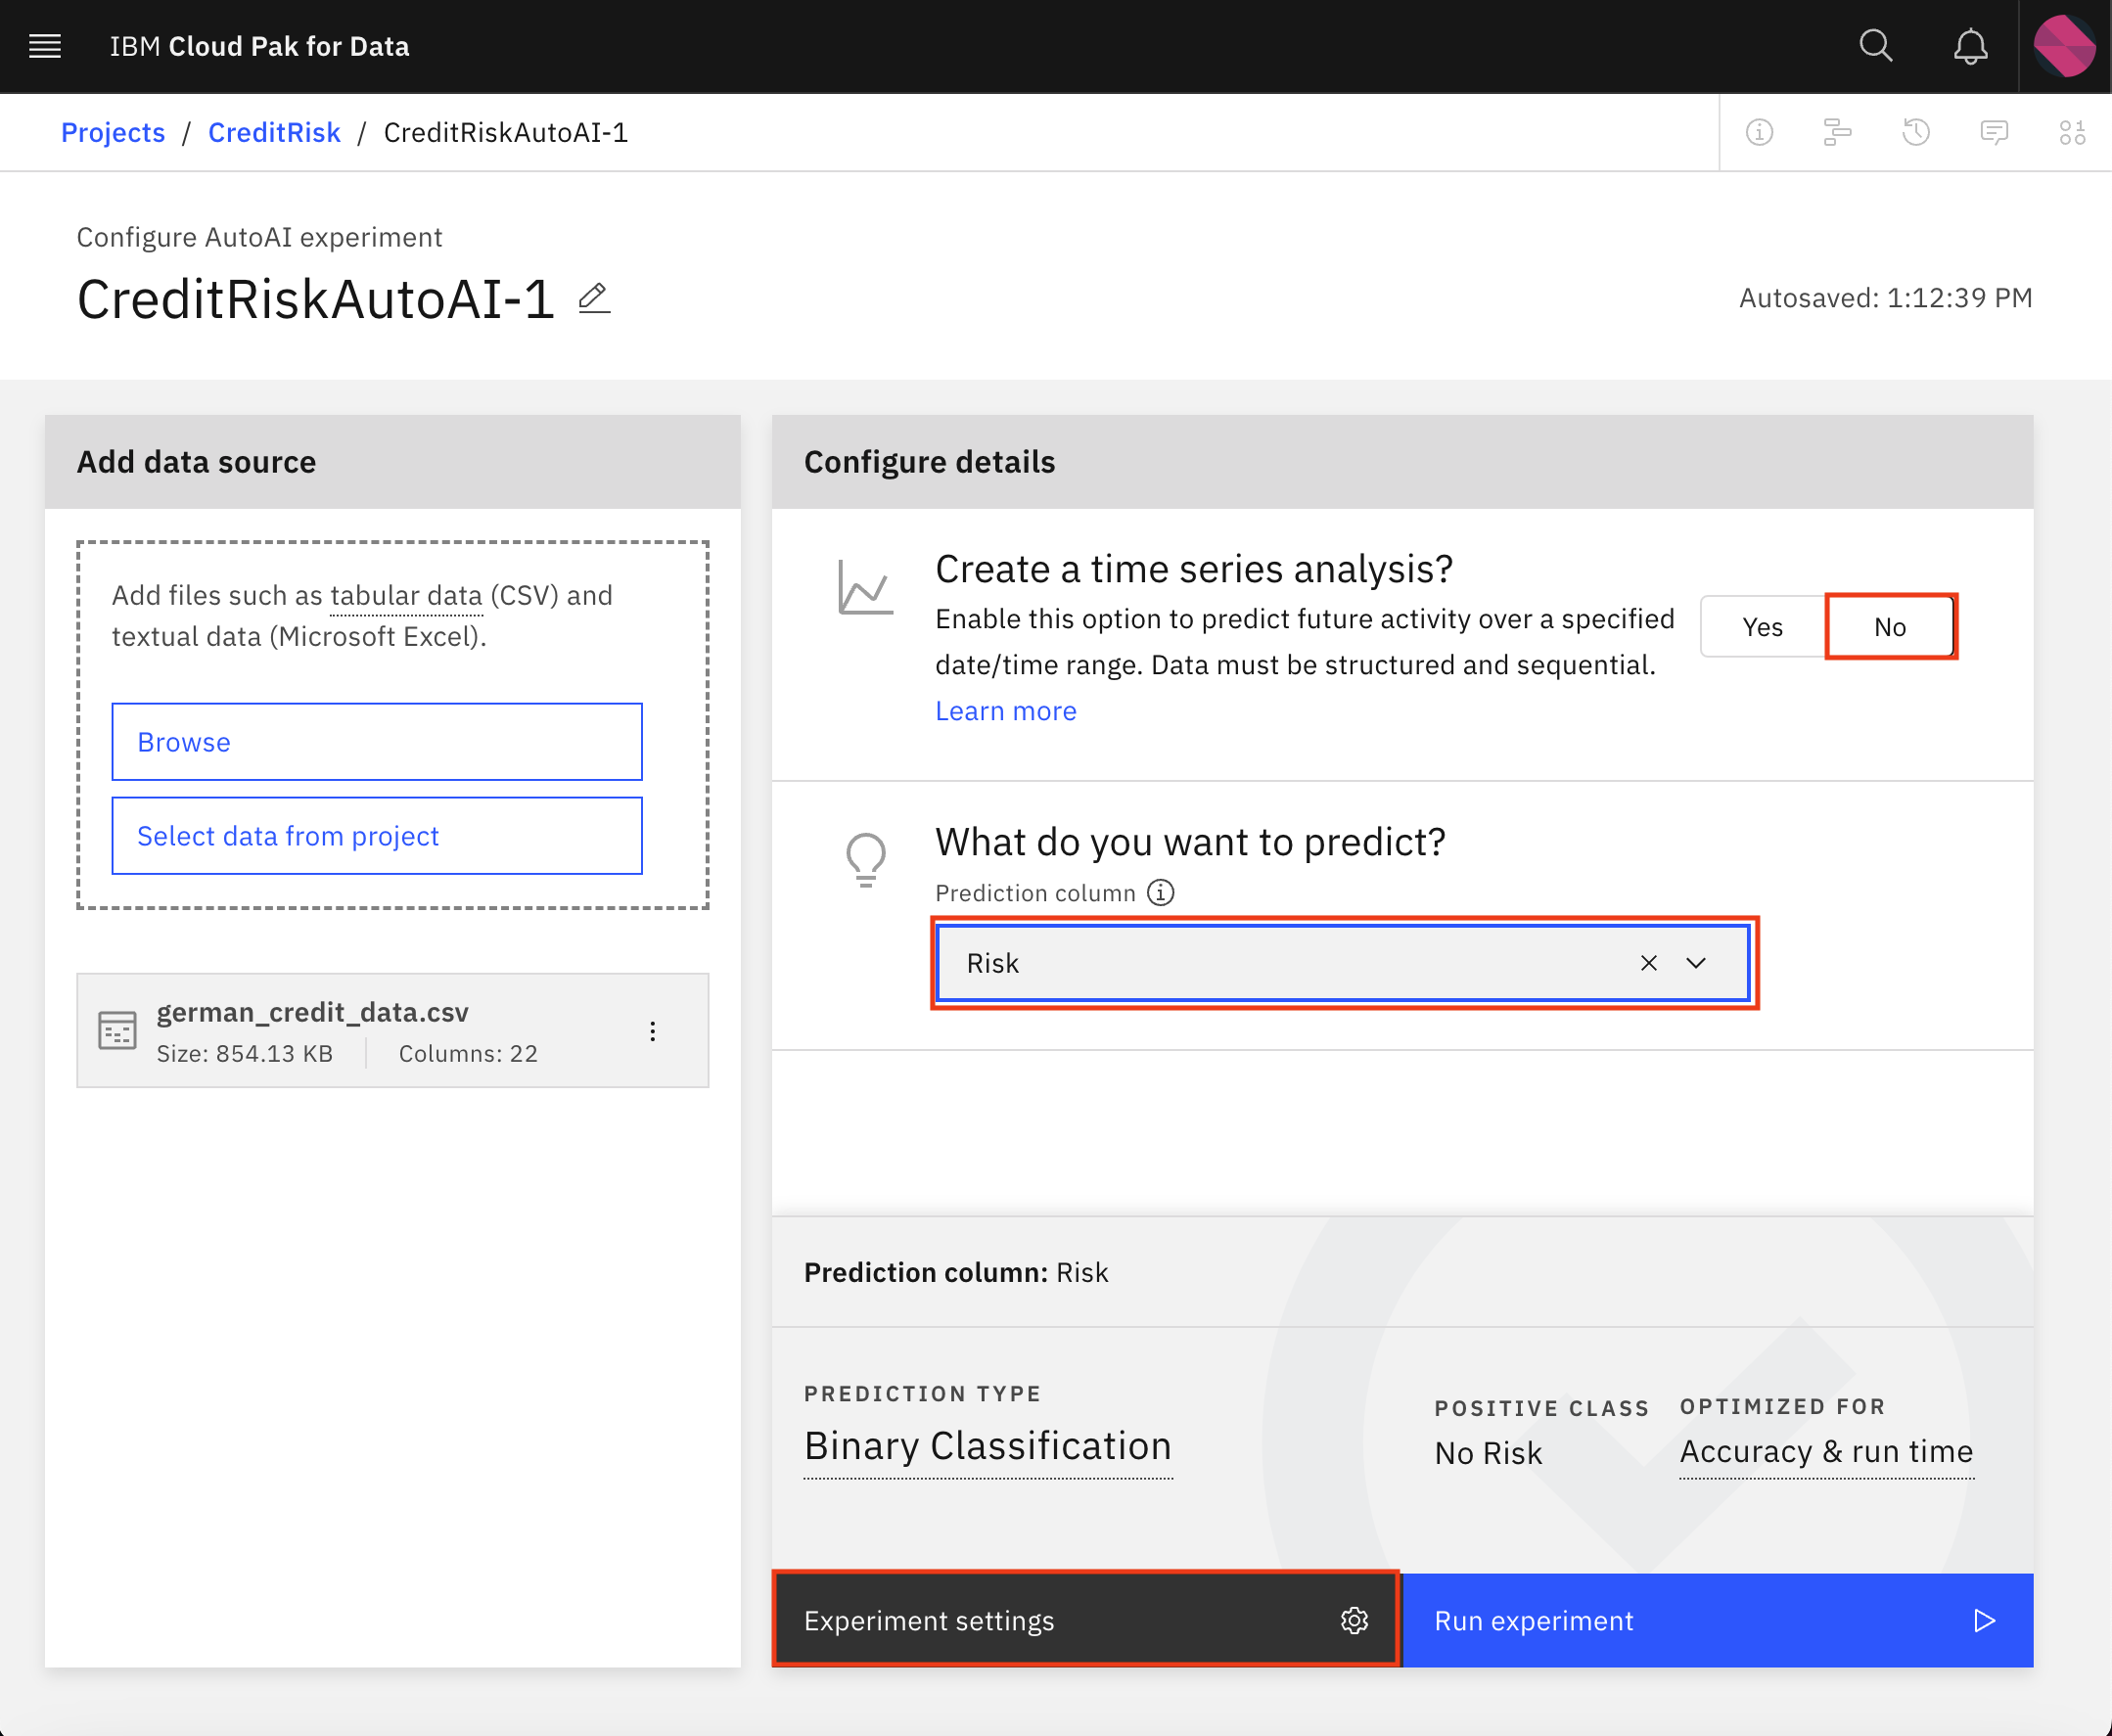 IBM Cloud Pak for Data
Projects / CreditRisk / CreditRiskAutoAI-1
Configure AutoAI experiment
CreditRiskAutoAI-1
Autosaved: 1:12:39 PM
Add data source
Add files such as tabular data (CSV) and
textual data (Microsoft Excel).
Browse
Select data from project
german_credit_data.csv
Size: 854.13 KB
Columns: 22
Configure details
Create a time series analysis?
Enable this option to predict future activity over a specified
date/time range. Data must be structured and sequential.
Learn more
Yes
No
What do you want to predict?
Prediction column
Risk
Prediction column: Risk
PREDICTION TYPE
Binary Classification
POSITIVE CLASS
No Risk
OPTIMIZED FOR
Accuracy & run time
Experiment settings
Run experiment